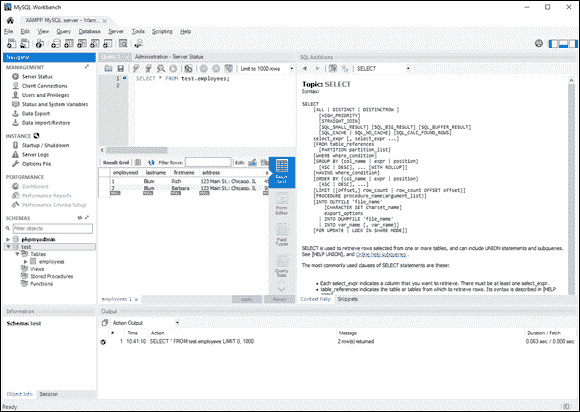 MySQL Workbench
XAMPP MySQL server - Warn...
File Edit View Query Database Server Tools Scripting Help
Navigator
MANAGEMENT
Server Status
Client Connections
Users and Privileges
Status and System Variables
Data Export
Data Import/Restore
INSTANCE
Startup / Shutdown
Server Logs
Options File
PERFORMANCE
Dashboard
Performance Reports
Performance Schema Setup
SCHEMAS
Filter objects
phpmyadmin
test
Tables
employees
Views
Stored Procedures
Functions
Information
Schema: test
Object Info Session
Ready
Query 1 Administration - Server Status
Limit to 1000 rows
1 SELECT * FROM test.employees;
2
Result Grid Filter Rows: Edit:
employeeid lastname firstname address
1 Blum Rich 123 Main St.; Chicago, IL
2 Blum Barbara 123 Main St.; Chicago, IL
NULL NULL NULL NULL
Form Editor
Field Types
Query Stats
employees 1 Apply Revert
SQLAdditions
SELECT
Topic: SELECT
Syntax:
SELECT
[ALL | DISTINCT | DISTINCTROW ]
[HIGH_PRIORITY]
[STRAIGHT_JOIN]
[SQL_SMALL_RESULT] [SQL_BIG_RESULT] [SQL_BUFFER_RESULT]
[SQL_CACHE | SQL_NO_CACHE] [SQL_CALC_FOUND_ROWS]
select_expr [, select_expr ...]
[FROM table_references
[PARTITION partition_list]
[WHERE where_condition]
[GROUP BY {col_name | expr | position}
[ASC | DESC], ... [WITH ROLLUP]]
[HAVING where_condition]
[ORDER BY {col_name | expr | position}
[ASC | DESC], ...]
[LIMIT {[offset,] row_count | row_count OFFSET offset}]
[PROCEDURE procedure_name(argument_list)]
[INTO OUTFILE 'file_name'
[CHARACTER SET charset_name]
export_options
| INTO DUMPFILE 'file_name'
| INTO var_name [, var_name]]
[FOR UPDATE | LOCK IN SHARE MODE]]
SELECT is used to retrieve rows selected from one or more tables, and can include UNION statements and subqueries.
See [HELP UNION], and Online help subqueries .
The most commonly used clauses of SELECT statements are these:
Each select_expr indicates a column that you want to retrieve. There must be at least one select_expr.
table_references indicates the table or tables from which to retrieve rows. Its syntax is described in [HELP
Context Help Snippets
Output
Action Output
# Time Action Message Duration / Fetch
1 10:41:10 SELECT * FROM test.employees LIMIT 0, 1000 2 row(s) returned 0.063 sec / 0.000 sec